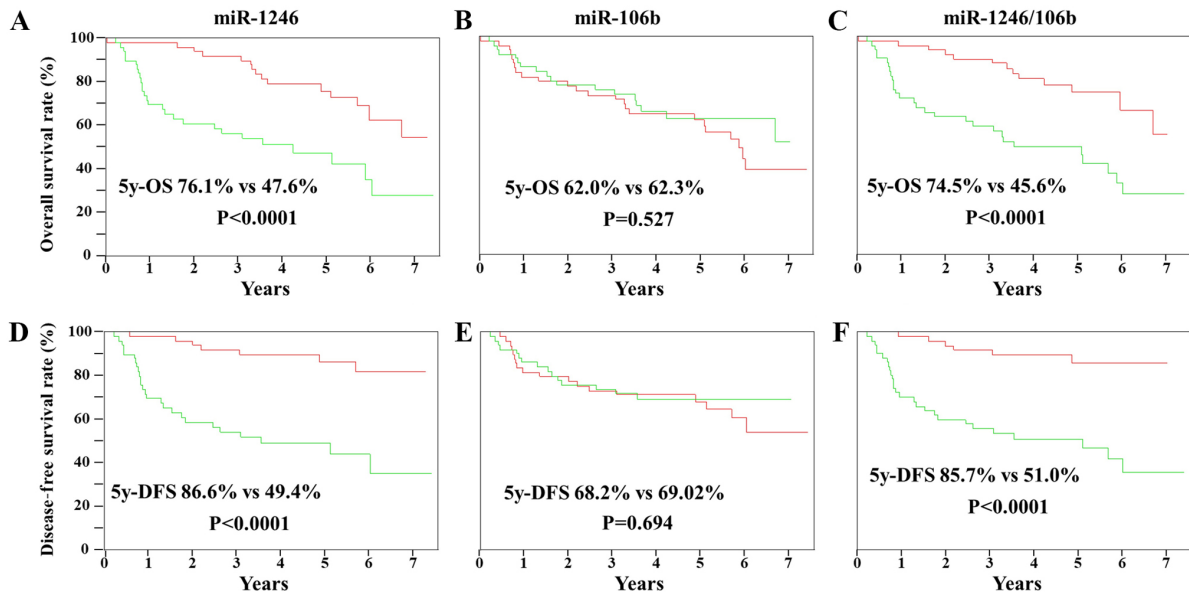 A miR-1246
B miR-106b
C miR-1246/106b
Overall survival rate (%)
100
80
60
40
20
0
5y-OS 76.1% vs 47.6%
P<0.0001
0 1 2 3 4 5 6 7
Years
5y-OS 62.0% vs 62.3%
P=0.527
0 1 2 3 4 5 6 7
Years
5y-OS 74.5% vs 45.6%
P<0.0001
0 1 2 3 4 5 6 7
Years
D
E
F
Disease-free survival rate (%)
100
80
60
40
20
0
5y-DFS 86.6% vs 49.4%
P<0.0001
0 1 2 3 4 5 6 7
Years
5y-DFS 68.2% vs 69.02%
P=0.694
0 1 2 3 4 5 6 7
Years
5y-DFS 85.7% vs 51.0%
P<0.0001
0 1 2 3 4 5 6 7
Years